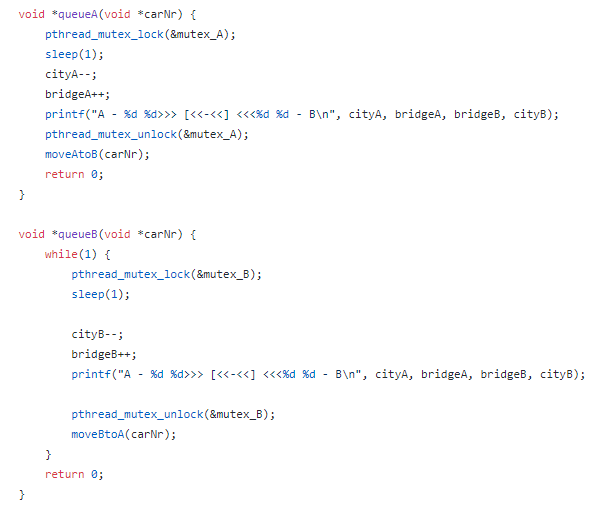 void *queueA(void *carNr) {
    pthread_mutex_lock(&mutex_A);
    sleep(1);
    cityA--;
    bridgeA++;
    printf("A - %d %d>>> [<<-<<] <<<%d %d - B\n", cityA, bridgeA, bridgeB, cityB);
    pthread_mutex_unlock(&mutex_A);
    moveAtoB(carNr);
    return 0;
}

void *queueB(void *carNr) {
    while(1) {
        pthread_mutex_lock(&mutex_B);
        sleep(1);

        cityB--;
        bridgeB++;
        printf("A - %d %d>>> [<<-<<] <<<%d %d - B\n", cityA, bridgeA, bridgeB, cityB);

        pthread_mutex_unlock(&mutex_B);
        moveBtoA(carNr);
    }
    return 0;
}